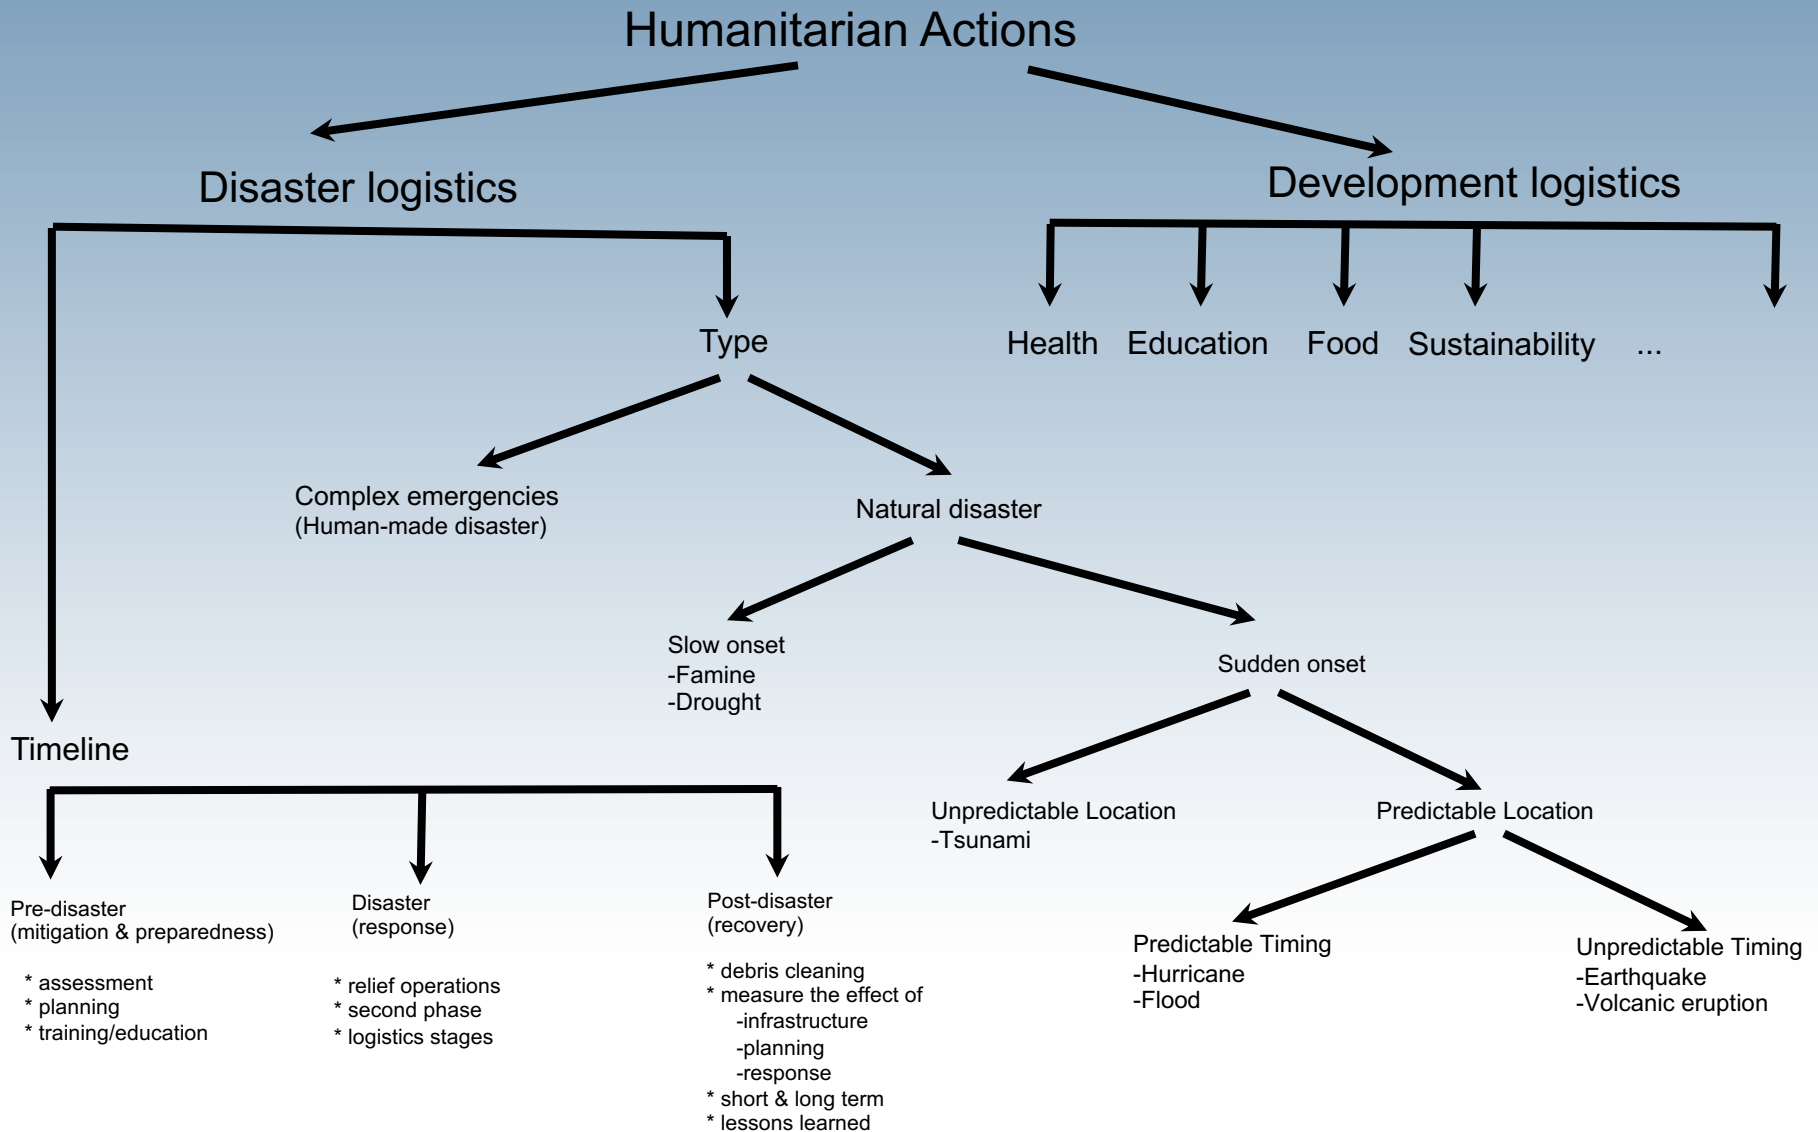 Humanitarian Actions
Disaster logistics
Development logistics
Type
Health
Education
Food
Sustainability
...
Complex emergencies
(Human-made disaster)
Natural disaster
Slow onset
-Famine
-Drought
Sudden onset
Timeline
Unpredictable Location
-Tsunami
Predictable Location
Pre-disaster
(mitigation & preparedness)
* assessment
* planning
* training/education
Disaster
(response)
* relief operations
* second phase
* logistics stages
Post-disaster
(recovery)
* debris cleaning
* measure the effect of
-infrastructure
-planning
-response
* short & long term
* lessons learned
Predictable Timing
-Hurricane
-Flood
Unpredictable Timing
-Earthquake
-Volcanic eruption